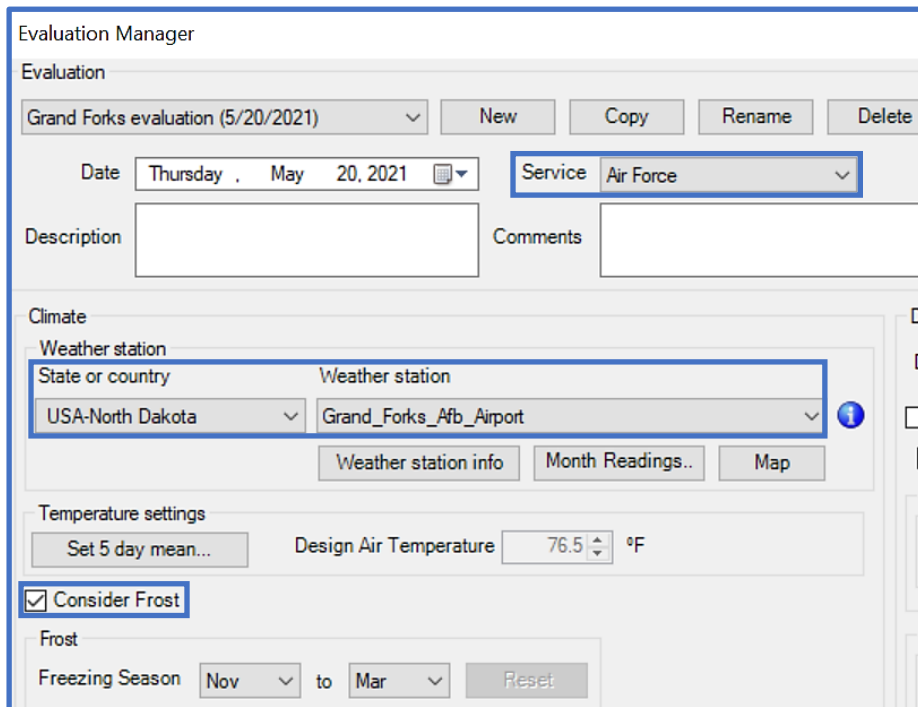 Evaluation Manager
Evaluation
Grand Forks evaluation (5/20/2021) New Copy Rename Delete
Date Thursday , May 20, 2021 Service Air Force
Description Comments
Climate
Weather station
State or country Weather station
USA-North Dakota Grand_Forks_Afb_Airport
Weather station info Month Readings.. Map
Temperature settings
Set 5 day mean... Design Air Temperature 76.5 ºF
Consider Frost
Frost
Freezing Season Nov to Mar Reset